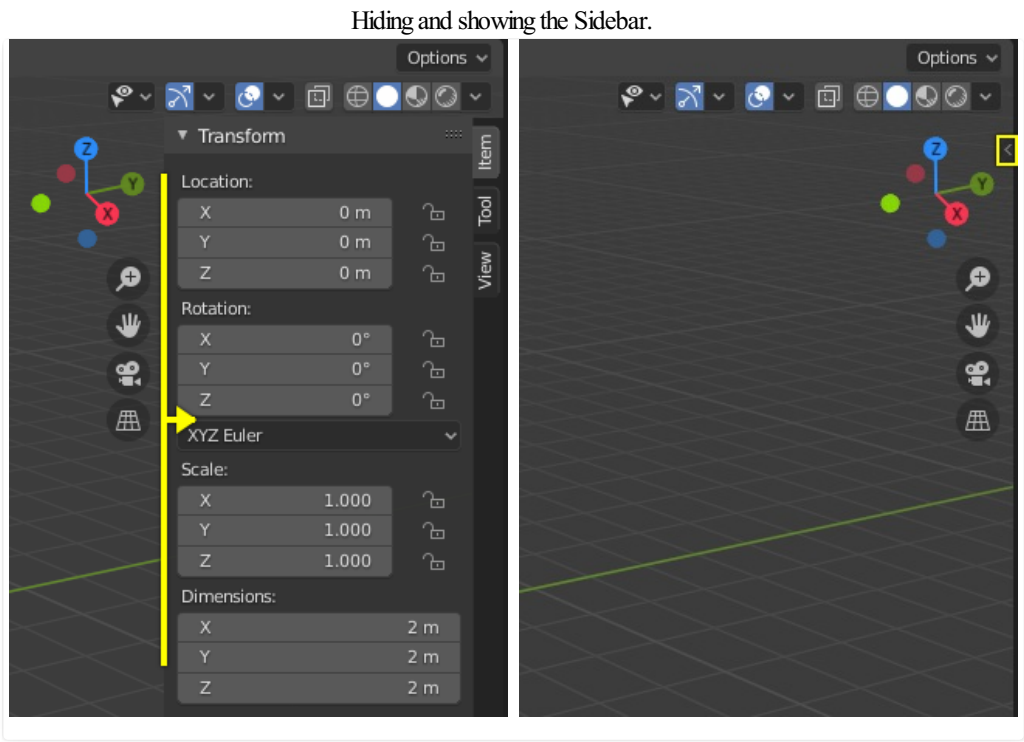 Hiding and showing the Sidebar.
Options
Transform
Item
Tool
View
Z
Y
X
Location:
X 0 m
Y 0 m
Z 0 m
Rotation:
X 0°
Y 0°
Z 0°
XYZ Euler
Scale:
X 1.000
Y 1.000
Z 1.000
Dimensions:
X 2 m
Y 2 m
Z 2 m
Options
Z
Y
X